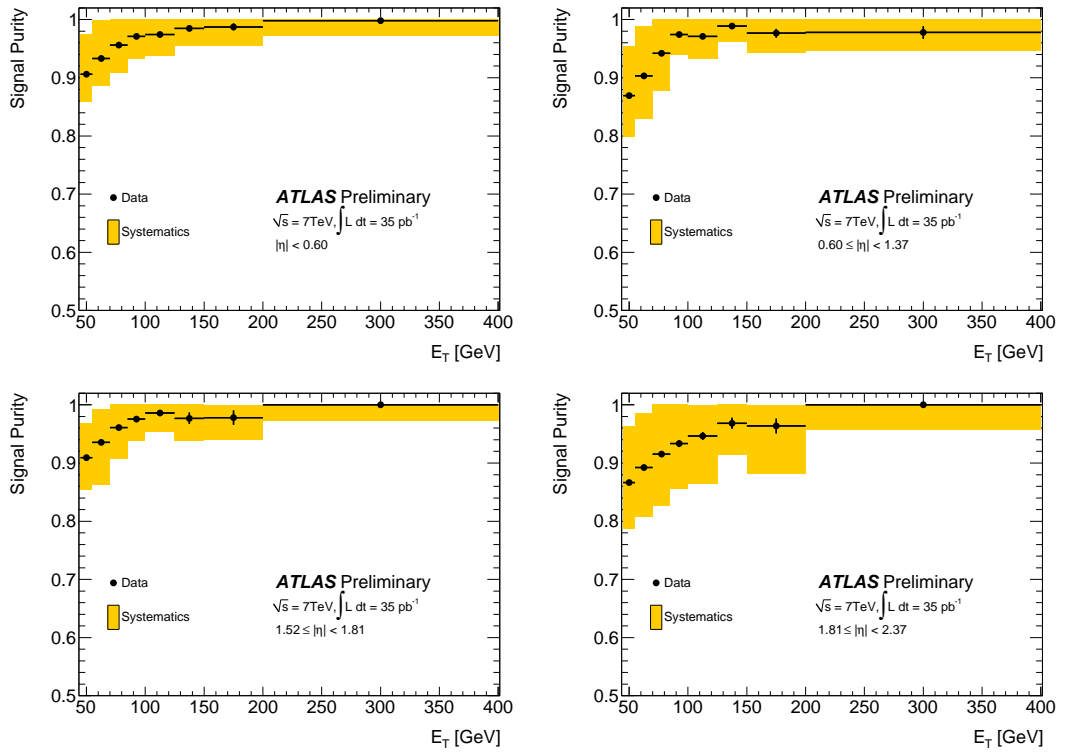 Signal Purity
1
0.9
0.8
0.7
0.6
0.5
Data
Systematics
ATLAS Preliminary
√s = 7TeV, ∫L dt = 35 pb⁻¹
|η| < 0.60
50 100 150 200 250 300 350 400
E_T [GeV]
Signal Purity
1
0.9
0.8
0.7
0.6
0.5
Data
Systematics
ATLAS Preliminary
√s = 7TeV, ∫L dt = 35 pb⁻¹
0.60 ≤ |η| < 1.37
50 100 150 200 250 300 350 400
E_T [GeV]
Signal Purity
1
0.9
0.8
0.7
0.6
0.5
Data
Systematics
ATLAS Preliminary
√s = 7TeV, ∫L dt = 35 pb⁻¹
1.52 ≤ |η| < 1.81
50 100 150 200 250 300 350 400
E_T [GeV]
Signal Purity
1
0.9
0.8
0.7
0.6
0.5
Data
Systematics
ATLAS Preliminary
√s = 7TeV, ∫L dt = 35 pb⁻¹
1.81 ≤ |η| < 2.37
50 100 150 200 250 300 350 400
E_T [GeV]